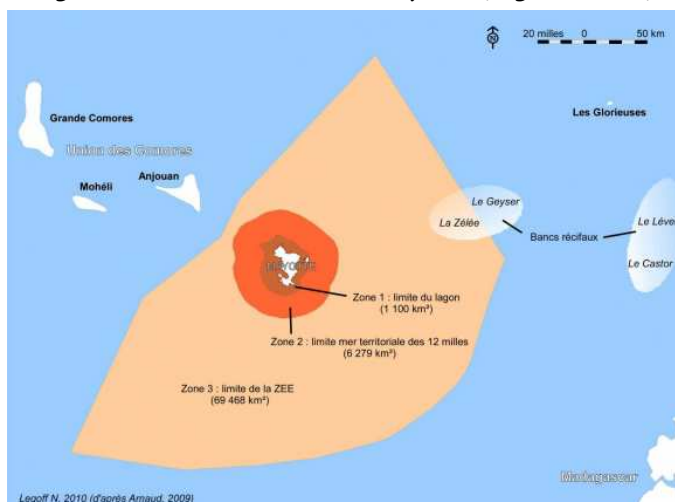 20 milles 0 50 km
N
Grande Comores
Union des Comores
Les Glorieuses
Mohéli
Anjouan
Le Geyser
La Zélée
Bancs récifaux
Le Léve
Le Castor
MAYOTTE
Zone 1 : limite du lagon
(1 100 km²)
Zone 2 : limite mer territoriale des 12 milles
(6 279 km²)
Zone 3 : limite de la ZEE
(69 468 km²)
Madagascar
Legoff N, 2010 (d'après Arnaud, 2009)